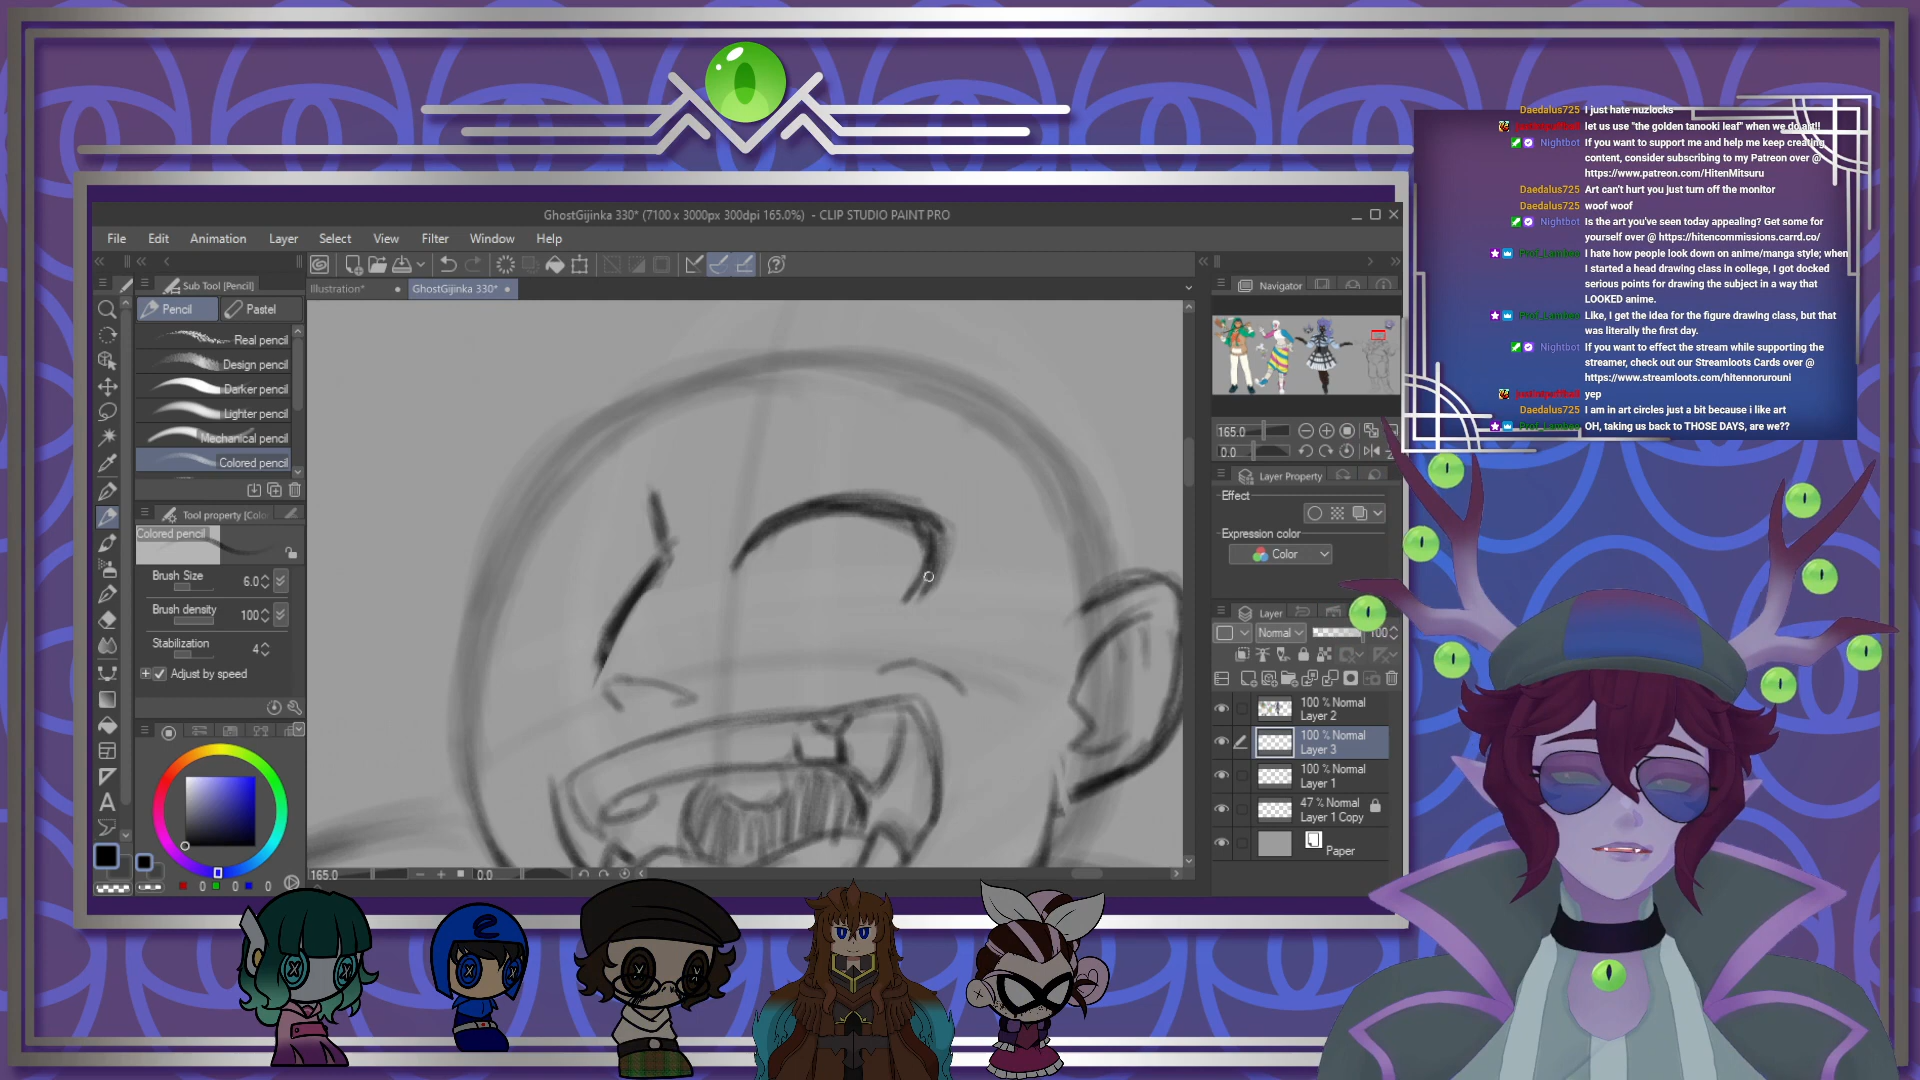 GhostGijinka 330* (7100 x 3000px 300dpi 165.0%) - CLIP STUDIO PAINT PRO
File Edit Animation Layer Select View Filter Window Help
Sub Tool [Pencil]
Pencil Pastel
Real pencil
Design pencil
Darker pencil
Lighter pencil
Mechanical pencil
Colored pencil
Tool property [Colo
Colored pencil
Brush Size 6.0
Brush density 100
Stabilization 4
Adjust by speed
0 0 0
Illustration* GhostGijinka 330*
165.0 0.0
Navigator
165.0
0.0
Layer Property
Effect
Expression color
Color
Layer
Normal 100
100 % Normal
Layer 2
100 % Normal
Layer 3
100 % Normal
Layer 1
47 % Normal
Layer 1 Copy
Paper
Daedalus725 I just hate nuzlocks
let us use "the golden tanooki leaf" when we do art!!
Nightbot If you want to support me and help me keep creating
content, consider subscribing to my Patreon over @
https://www.patreon.com/HitenMitsuru
Daedalus725 Art can't hurt you just turn off the monitor
Daedalus725 woof woof
Nightbot Is the art you've seen today appealing? Get some for
yourself over @ https://hitencommissions.carrd.co/
I hate how people look down on anime/manga style; when
I started a head drawing class in college, I got docked
serious points for drawing the subject in a way that
LOOKED anime.
Like, I get the idea for the figure drawing class, but that
was literally the first day.
Nightbot If you want to effect the stream while supporting the
streamer, check out our Streamloots Cards over @
https://www.streamloots.com/hitennorurouni
yep
Daedalus725 I am in art circles just a bit because i like art
OH, taking us back to THOSE DAYS, are we??